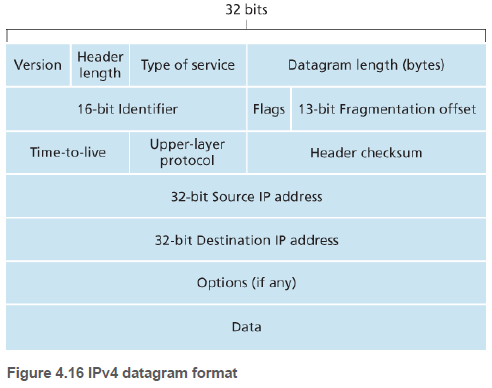 32 bits
Version Header length Type of service Datagram length (bytes)
16-bit Identifier Flags 13-bit Fragmentation offset
Time-to-live Upper-layer protocol Header checksum
32-bit Source IP address
32-bit Destination IP address
Options (if any)
Data
Figure 4.16 IPv4 datagram format